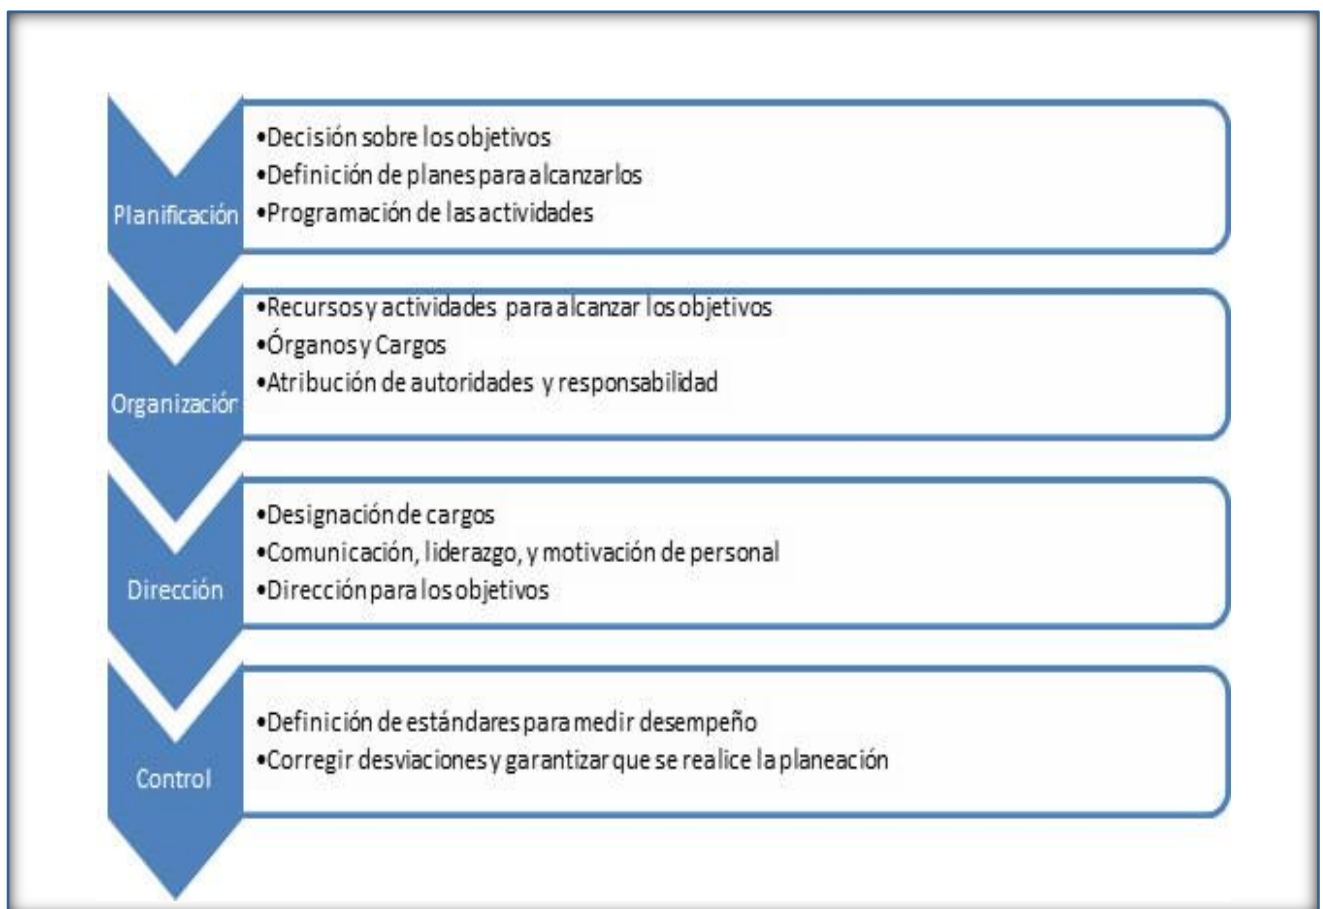 Planificación
•Decisión sobre los objetivos
•Definición de planes para alcanzarlos
•Programación de las actividades
Organización
•Recursos y actividades para alcanzar los objetivos
•Órganos y Cargos
•Atribución de autoridades y responsabilidad
Dirección
•Designación de cargos
•Comunicación, liderazgo, y motivación de personal
•Dirección para los objetivos
Control
•Definición de estándares para medir desempeño
•Corregir desviaciones y garantizar que se realice la planeación